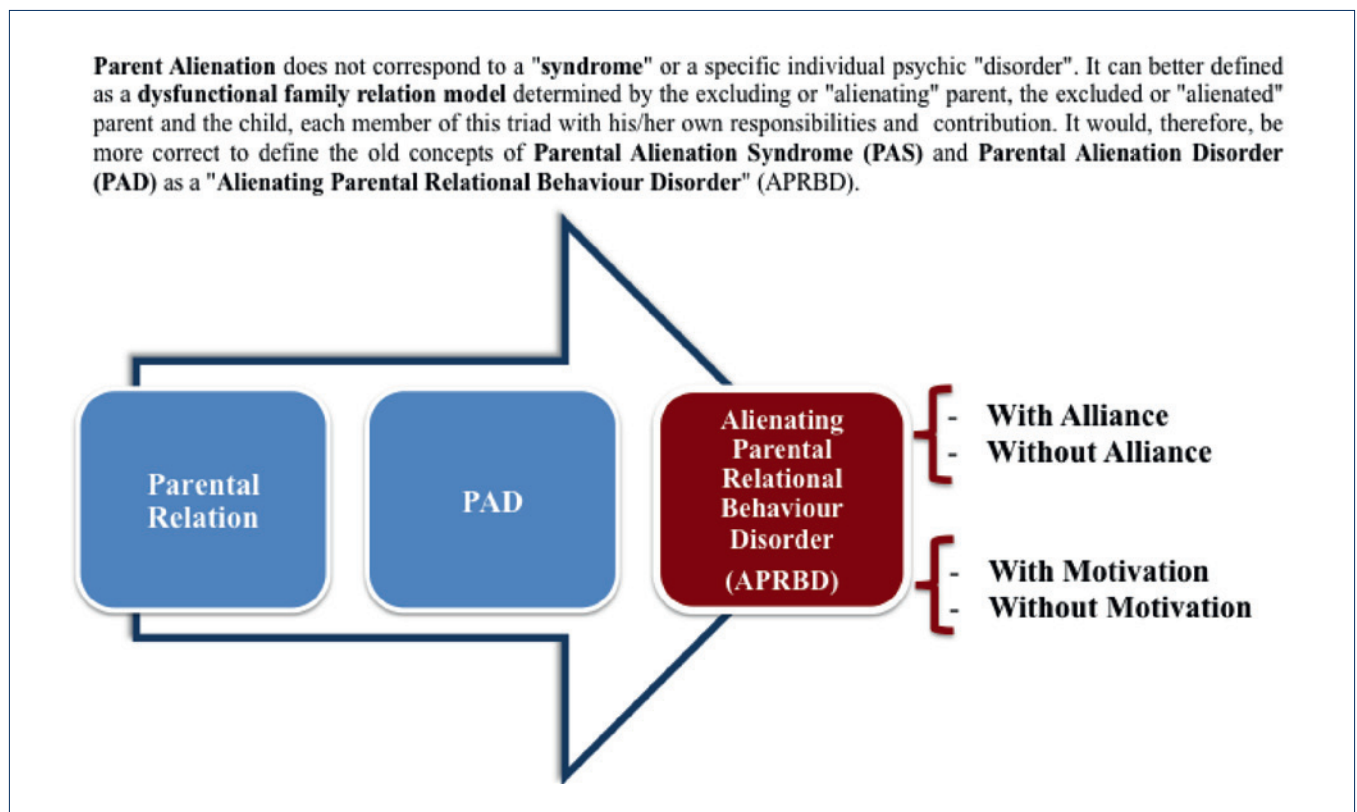 Parent Alienation does not correspond to a "syndrome" or a specific individual psychic "disorder". It can better defined
as a dysfunctional family relation model determined by the excluding or "alienating" parent, the excluded or "alienated"
parent and the child, each member of this triad with his/her own responsibilities and contribution. It would, therefore, be
more correct to define the old concepts of Parental Alienation Syndrome (PAS) and Parental Alienation Disorder
(PAD) as a "Alienating Parental Relational Behaviour Disorder" (APRBD).
Parental
Relation
PAD
Alienating
Parental
Relational
Behaviour
Disorder
(APRBD)
- With Alliance
- Without Alliance
- With Motivation
- Without Motivation